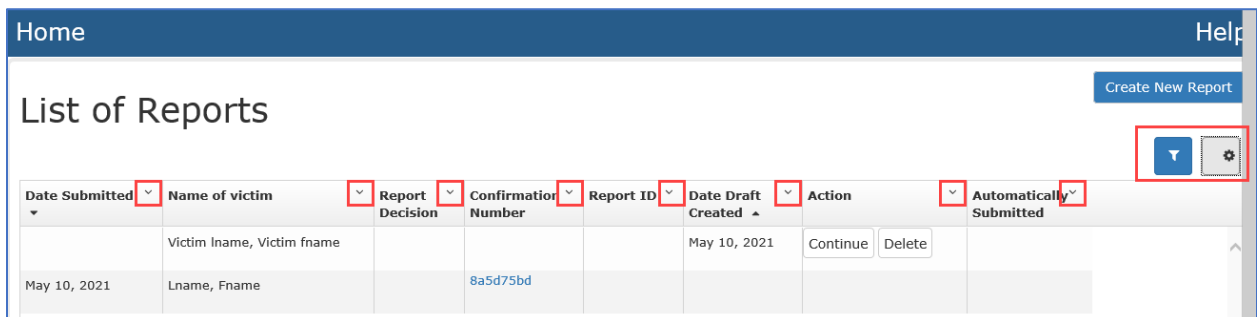 Home Help
Create New Report
List of Reports
Date Submitted Name of victim Report Decision Confirmation Number Report ID Date Draft Created Action Automatically Submitted
Victim lname, Victim fname May 10, 2021 Continue Delete
May 10, 2021 Lname, Fname 8a5d75bd